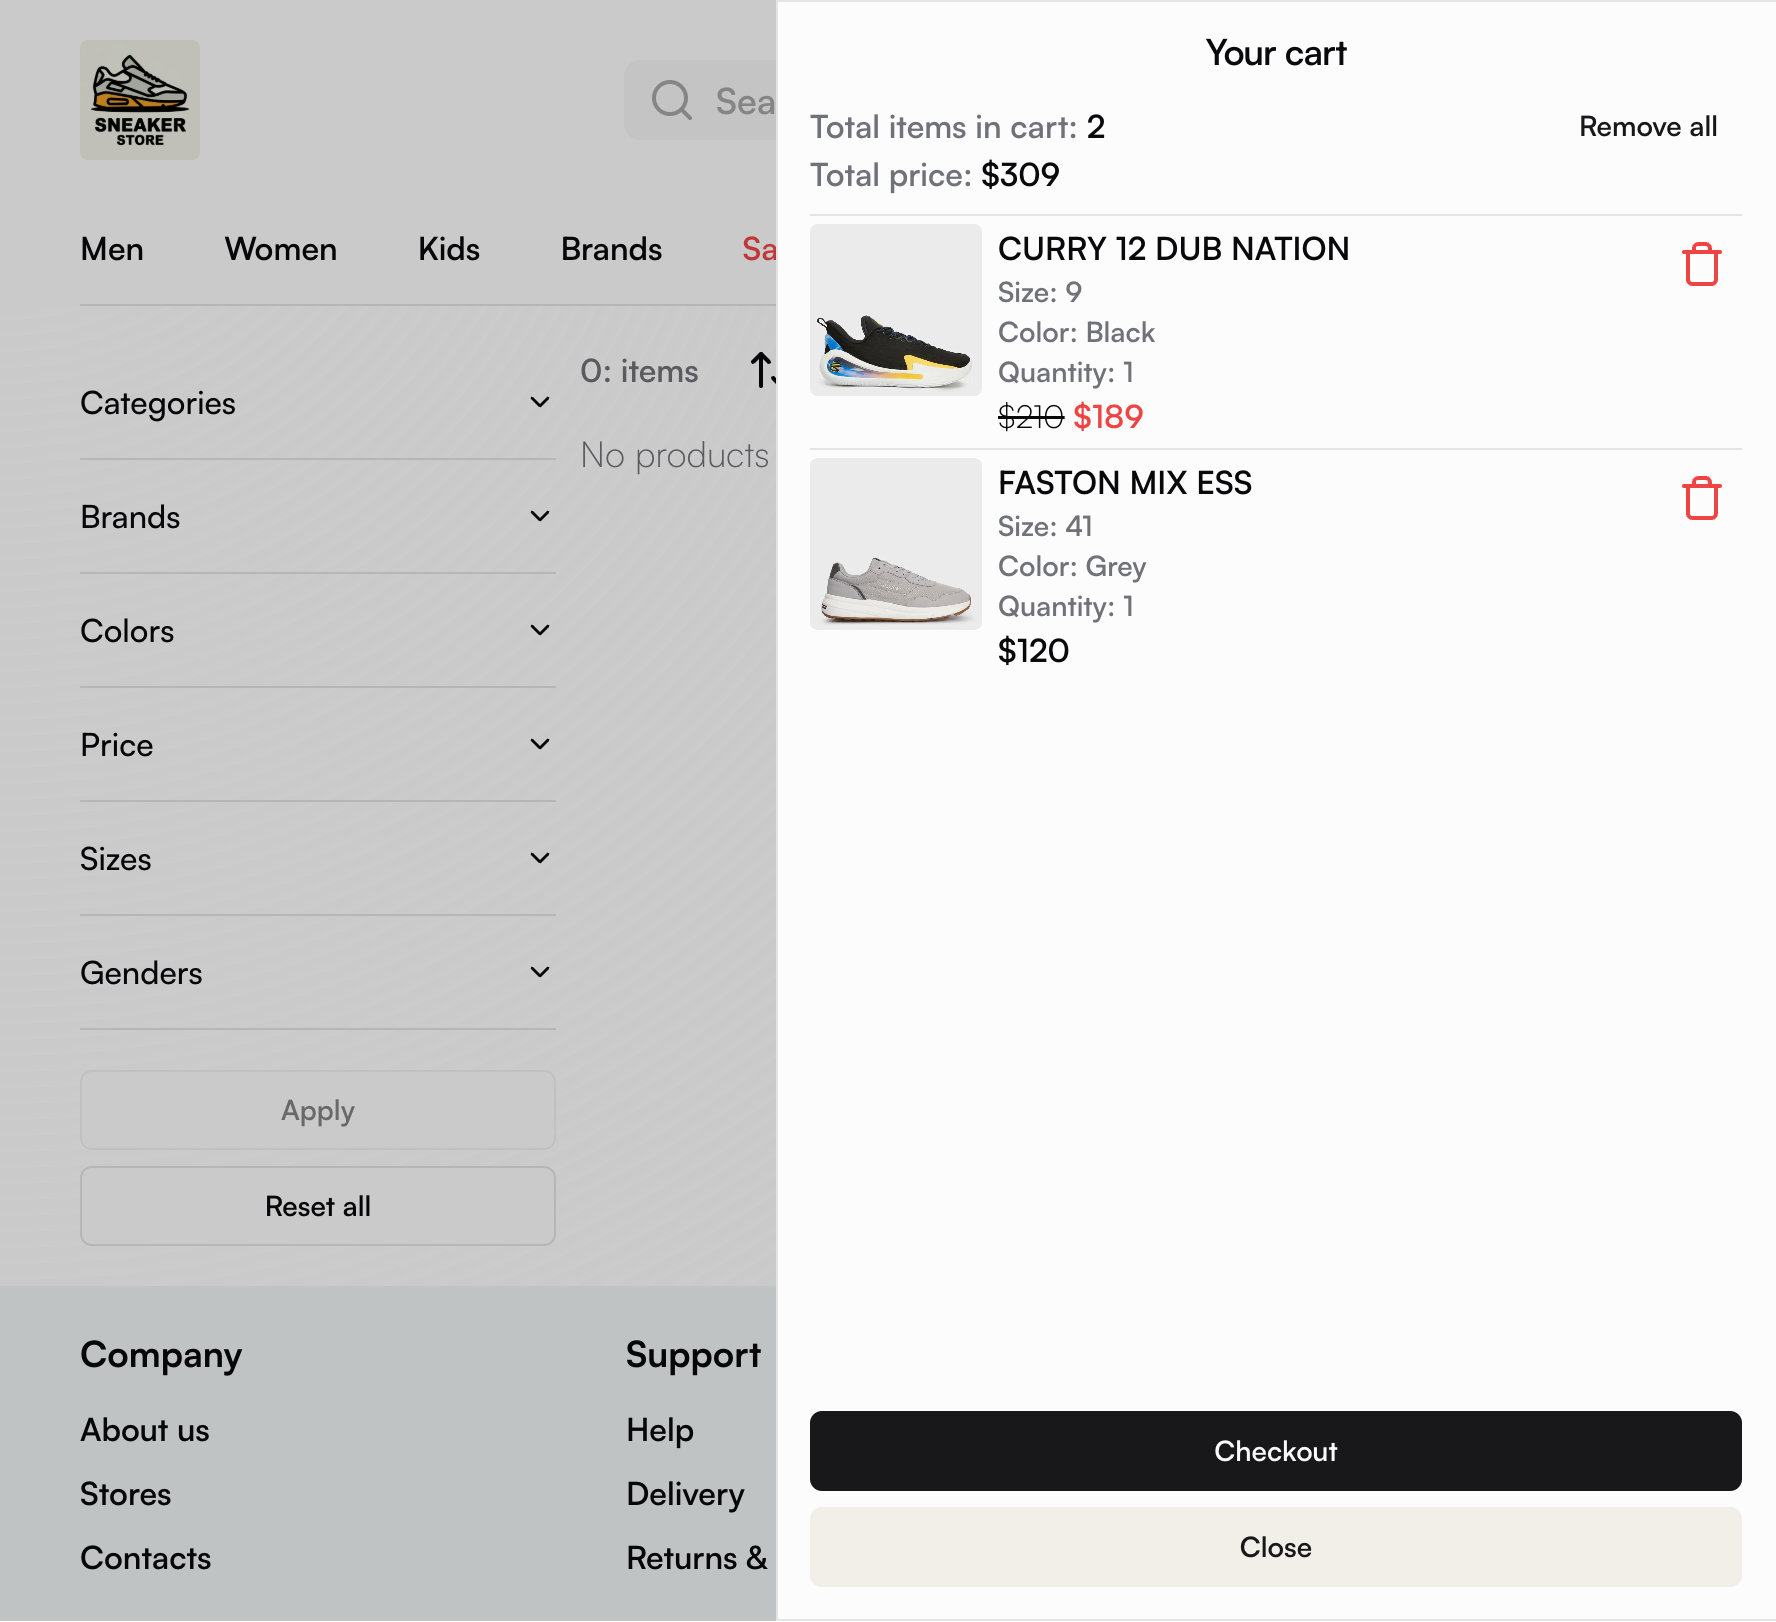 SNEAKER
STORE
Sea
Men Women Kids Brands Sa
Categories
Brands
Colors
Price
Sizes
Genders
Apply
Reset all
0: items
No products
Company
About us
Stores
Contacts
Support
Help
Delivery
Returns &
Your cart
Total items in cart: 2
Remove all
Total price: $309
CURRY 12 DUB NATION
Size: 9
Color: Black
Quantity: 1
$210 $189
FASTON MIX ESS
Size: 41
Color: Grey
Quantity: 1
$120
Checkout
Close